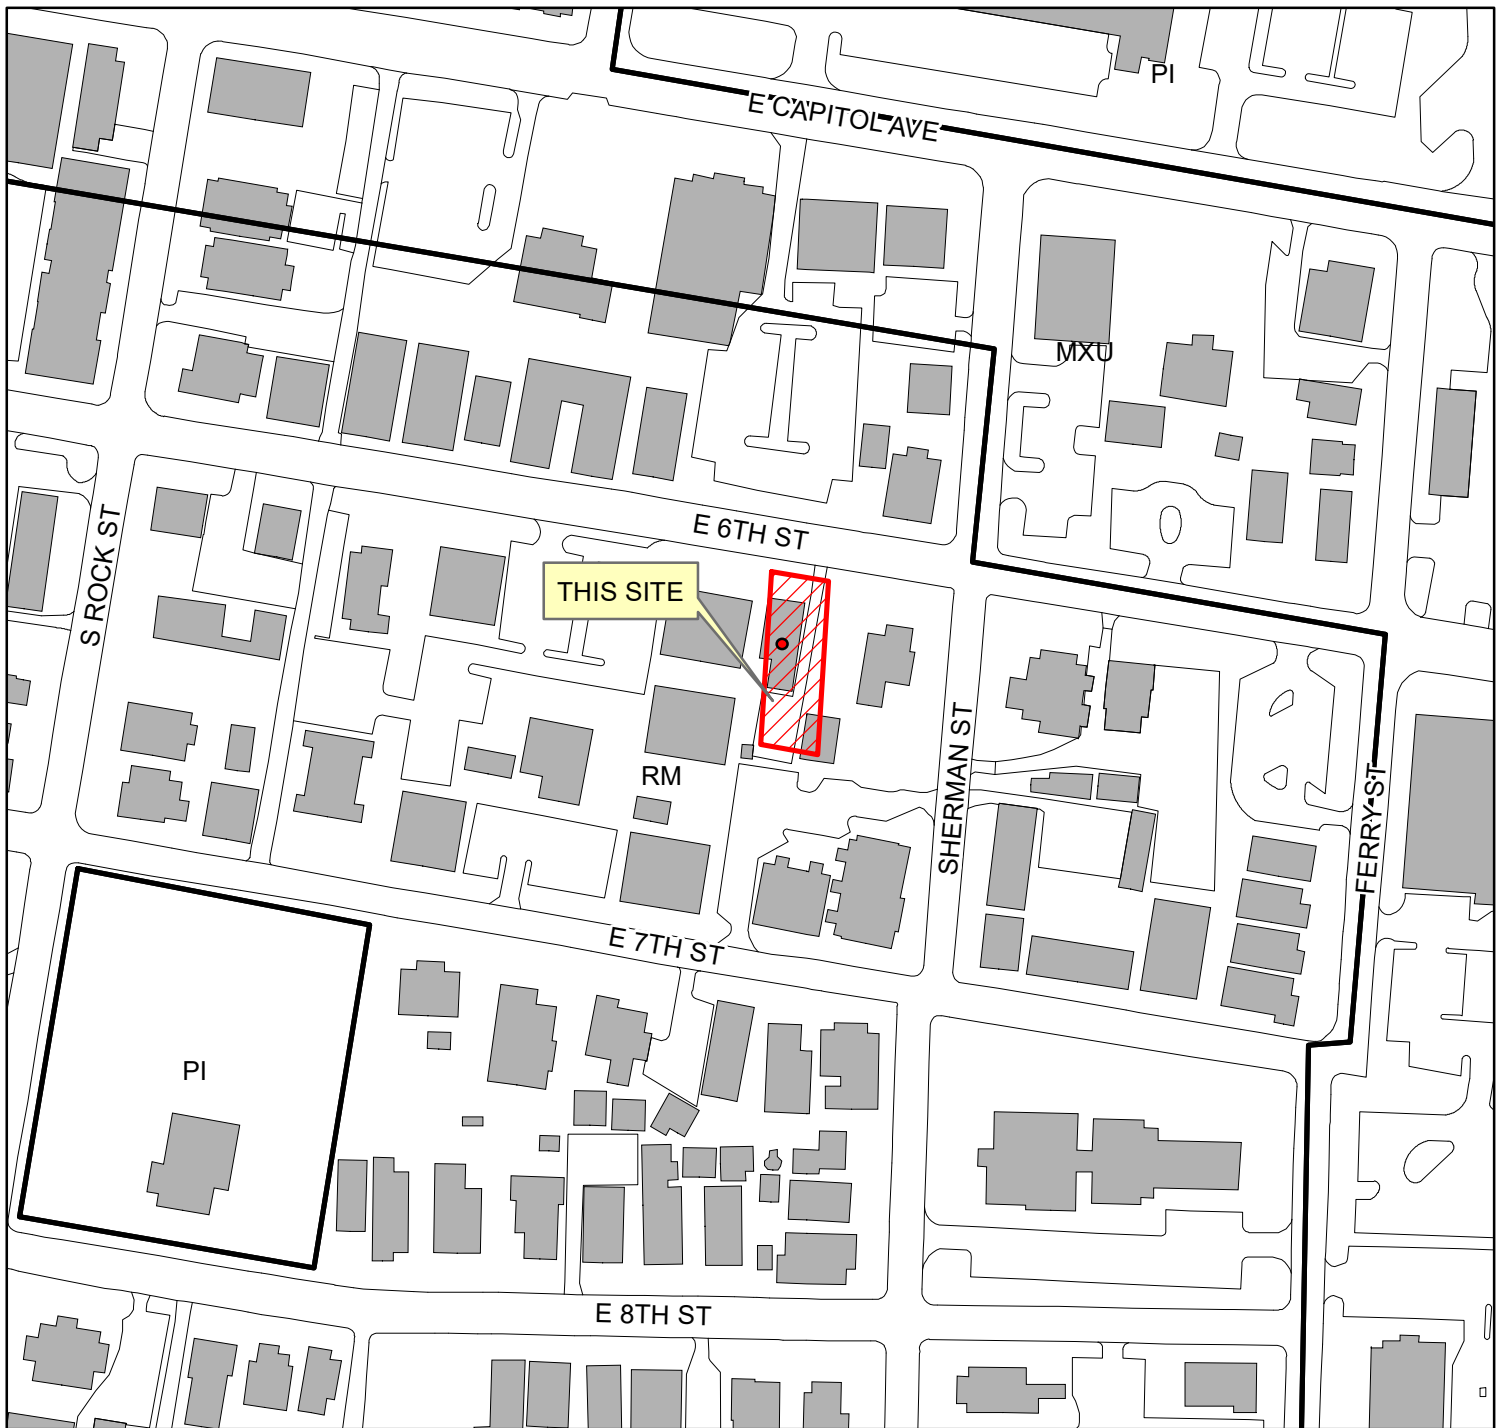 PI
E CAPITOL AVE
MXU
E 6TH ST
S ROCK ST
THIS SITE
SHERMAN ST
RM
FERRY ST
E 7TH ST
PI
E 8TH ST